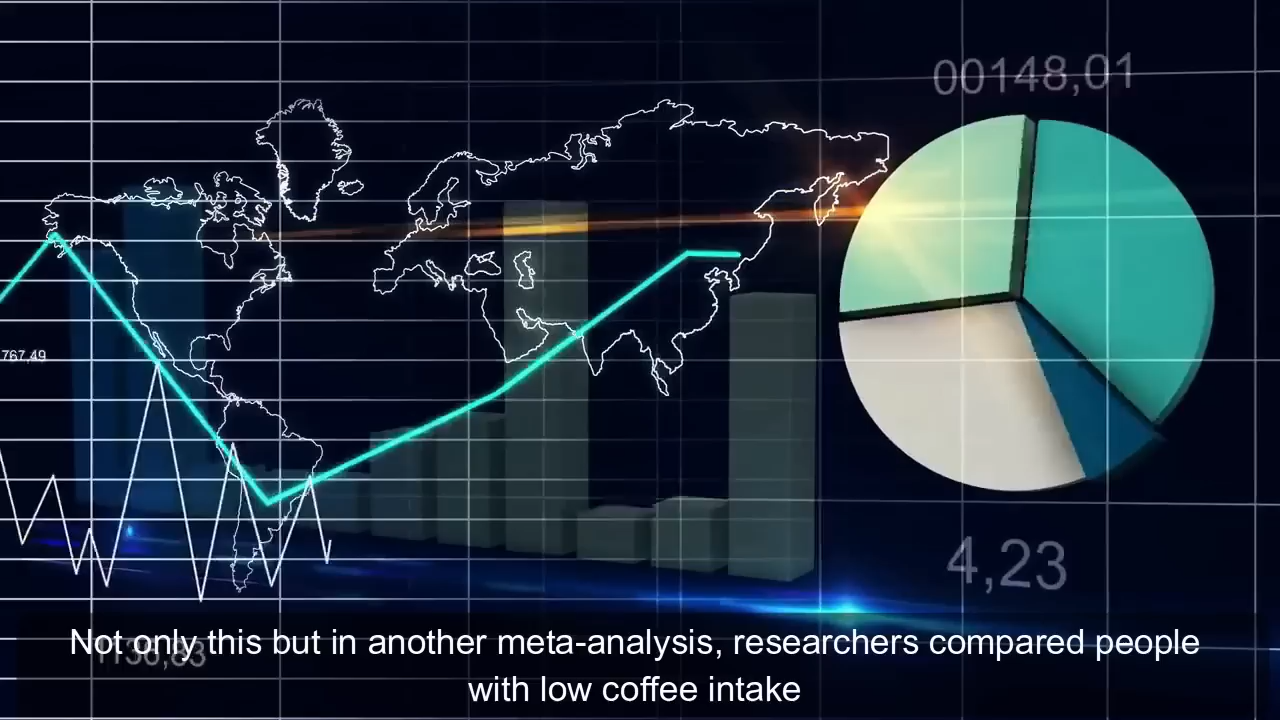 00148,01
767,49
4,23
Not only this but in another meta-analysis, researchers compared people
with low coffee intake